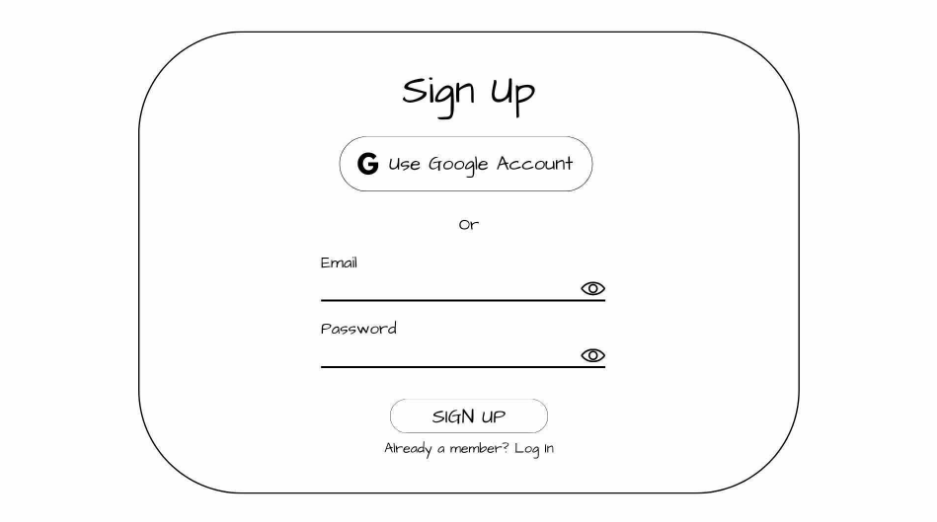 Sign Up
G Use Google Account
Or
Email
Password
SIGN UP
Already a member? Log In